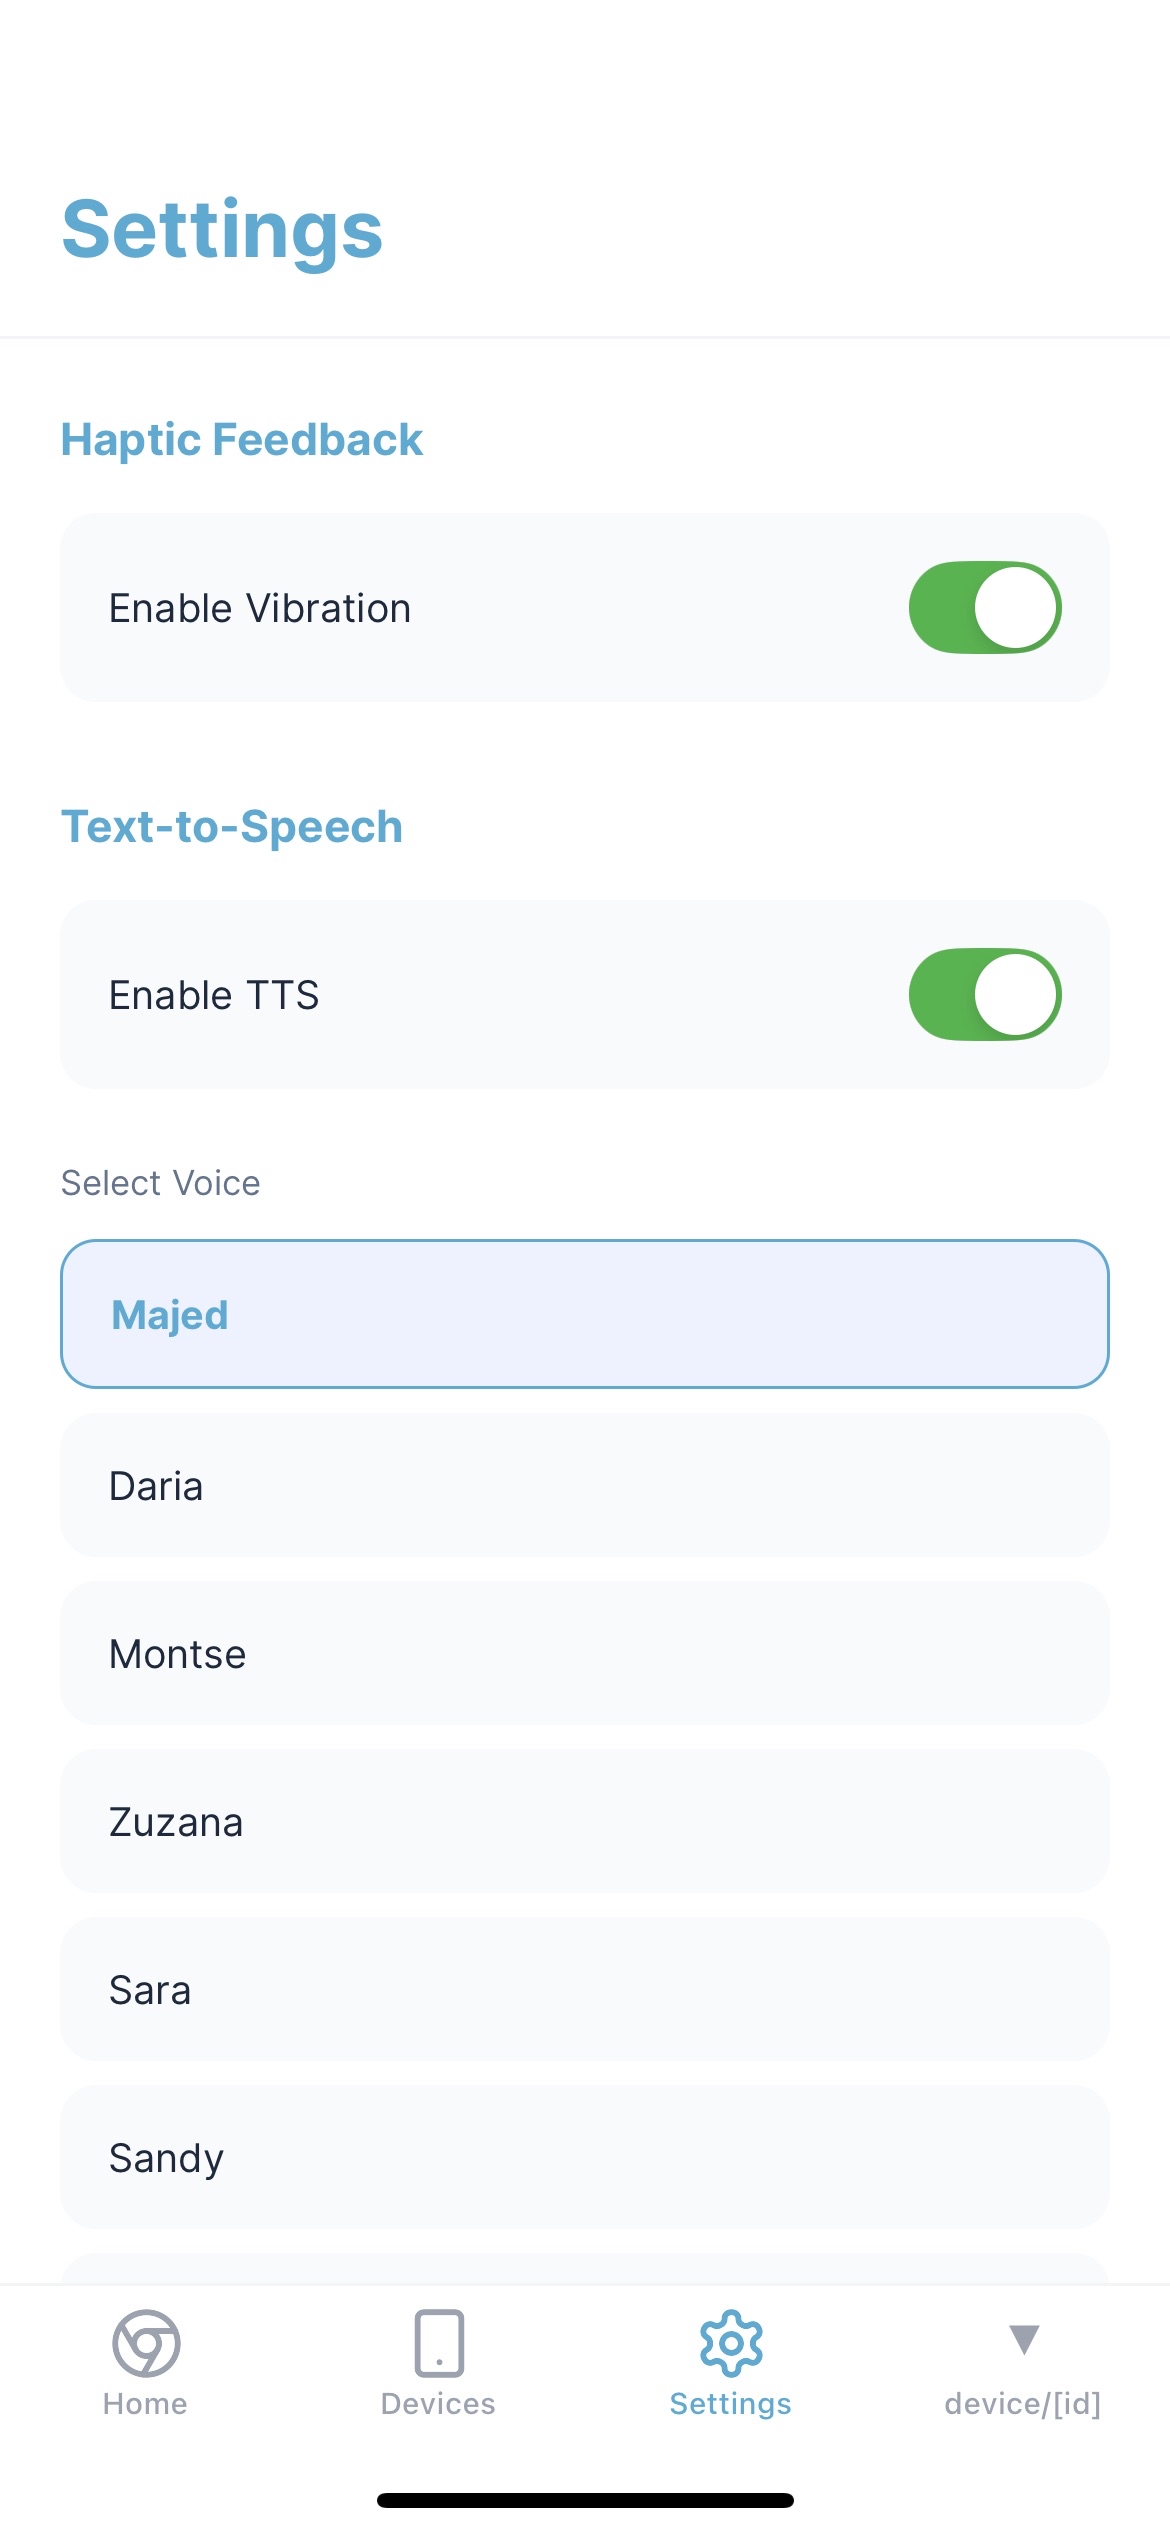 Settings
Haptic Feedback
Enable Vibration
Text-to-Speech
Enable TTS
Select Voice
Majed
Daria
Montse
Zuzana
Sara
Sandy
Home
Devices
Settings
device/[id]